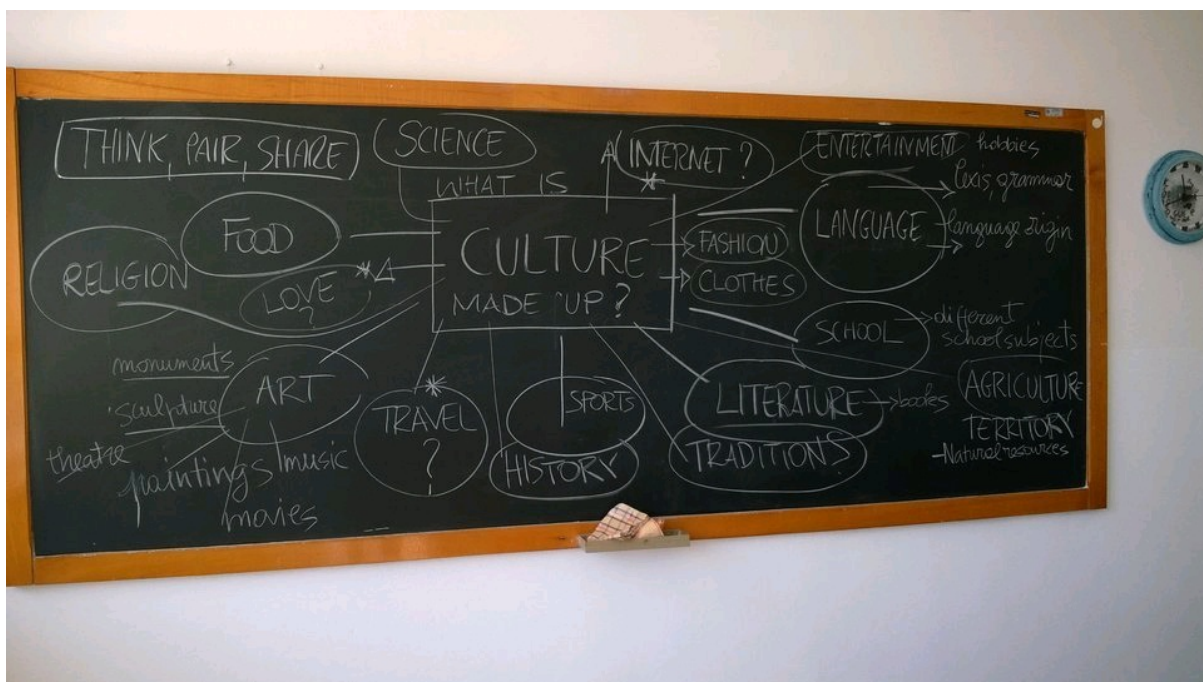 THINK, PAIR, SHARE
SCIENCE
INTERNET?
ENTERTAINMENT hobbies
WHAT IS
CULTURE
MADE UP?
FOOD
RELIGION
LOVE
?
FASHION
CLOTHES
LANGUAGE
lexis, grammar
language origin
SCHOOL
different
school subjects
monuments
ART
sculpture
theatre
paintings
music
movies
TRAVEL
?
SPORTS
HISTORY
LITERATURE
books
TRADITIONS
AGRICULTURE
TERRITORY
-Natural resources